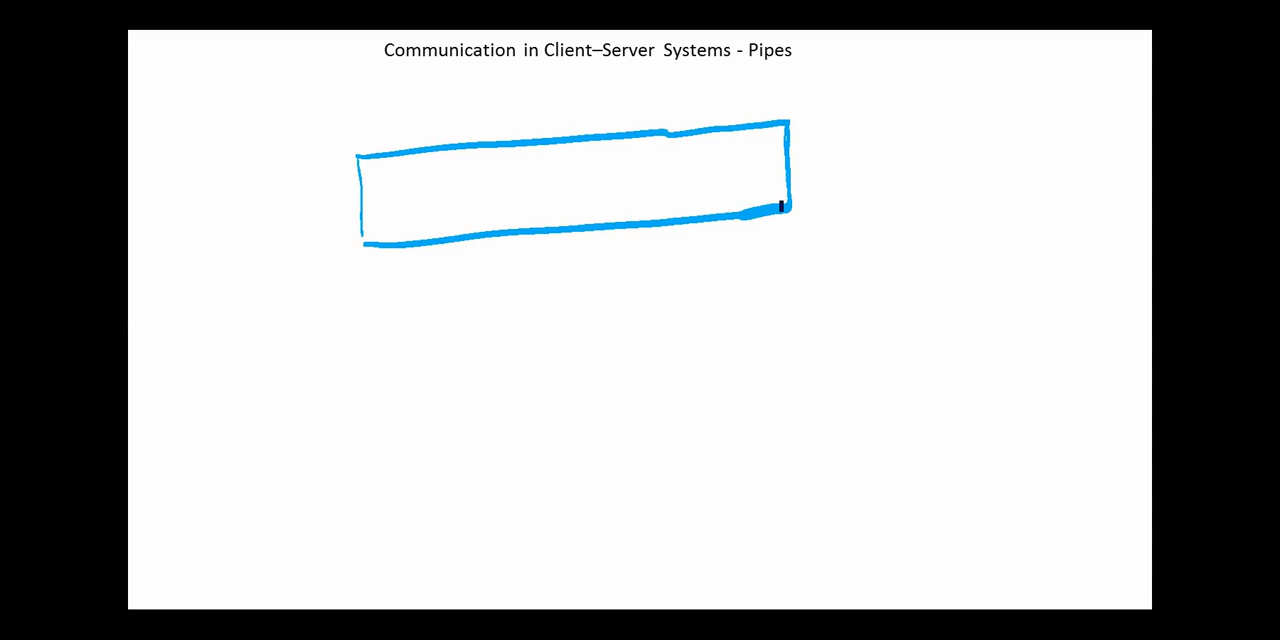 Communication in Client–Server Systems - Pipes